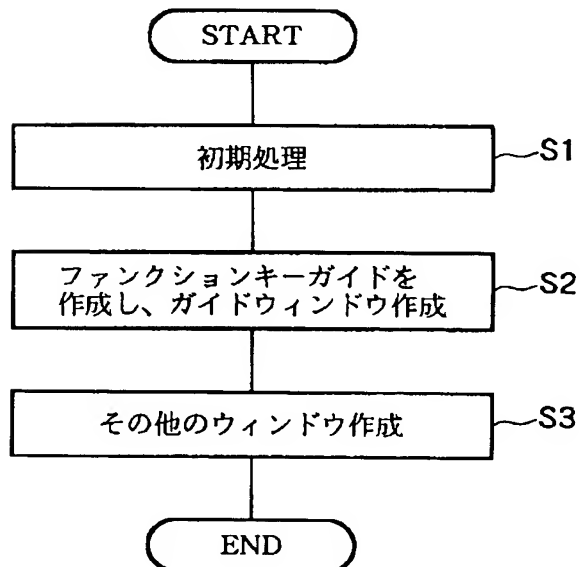 START
初期処理
S1
ファンクションキーガイドを
作成し、ガイドウィンドウ作成
S2
その他のウィンドウ作成
S3
END